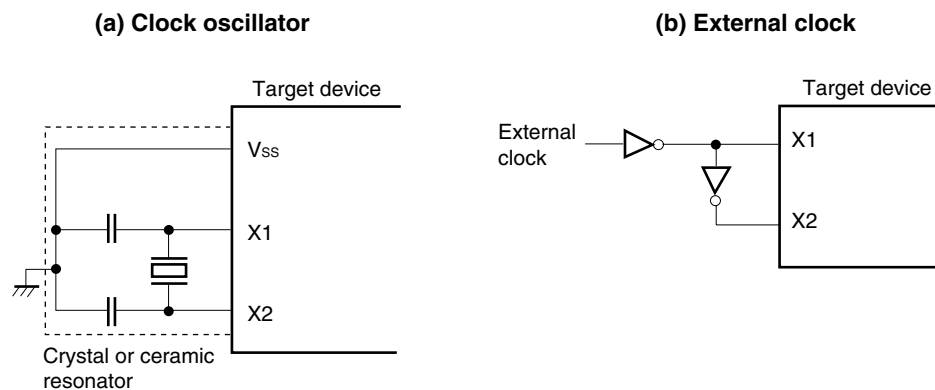 (a) Clock oscillator
Target device
VSS
X1
X2
Crystal or ceramic
resonator
(b) External clock
Target device
External
clock
X1
X2